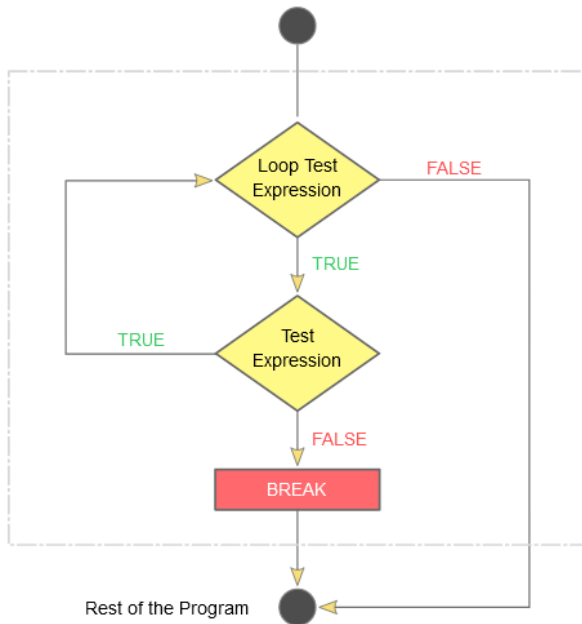 Loop Test
Expression
FALSE
TRUE
TRUE
Test
Expression
FALSE
BREAK
Rest of the Program